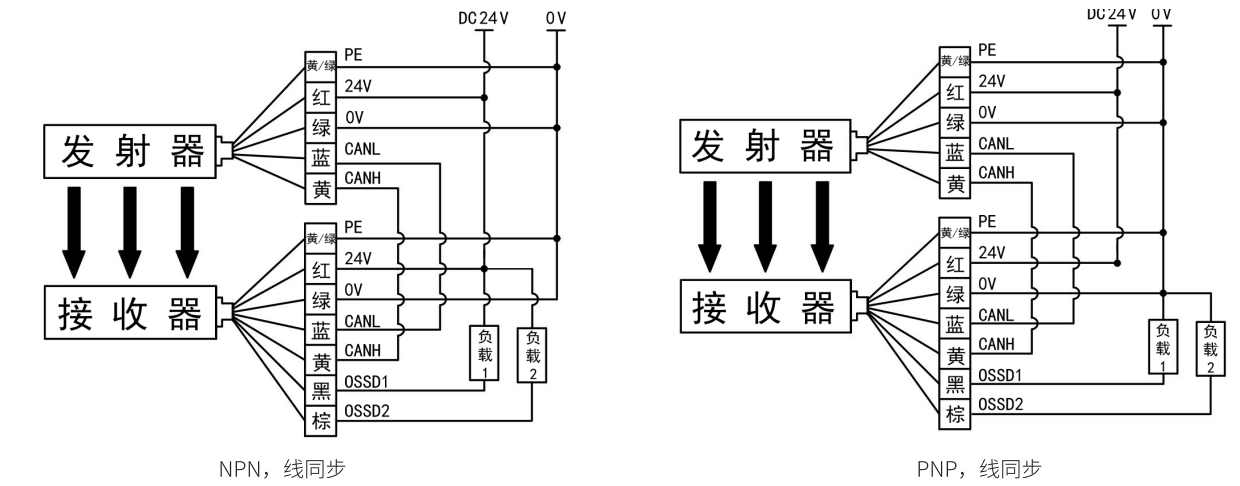 DC24V 0V
PE
黄/绿
24V
红
0V
绿
CANL
蓝
CANH
黄
发射器
PE
黄/绿
24V
红
0V
绿
CANL
蓝
CANH
黄
OSSD1
黑
OSSD2
棕
接收器
负载1
负载2
NPN，线同步
DC24V 0V
PE
黄/绿
24V
红
0V
绿
CANL
蓝
CANH
黄
发射器
PE
黄/绿
24V
红
0V
绿
CANL
蓝
CANH
黄
OSSD1
黑
OSSD2
棕
接收器
负载1
负载2
PNP，线同步